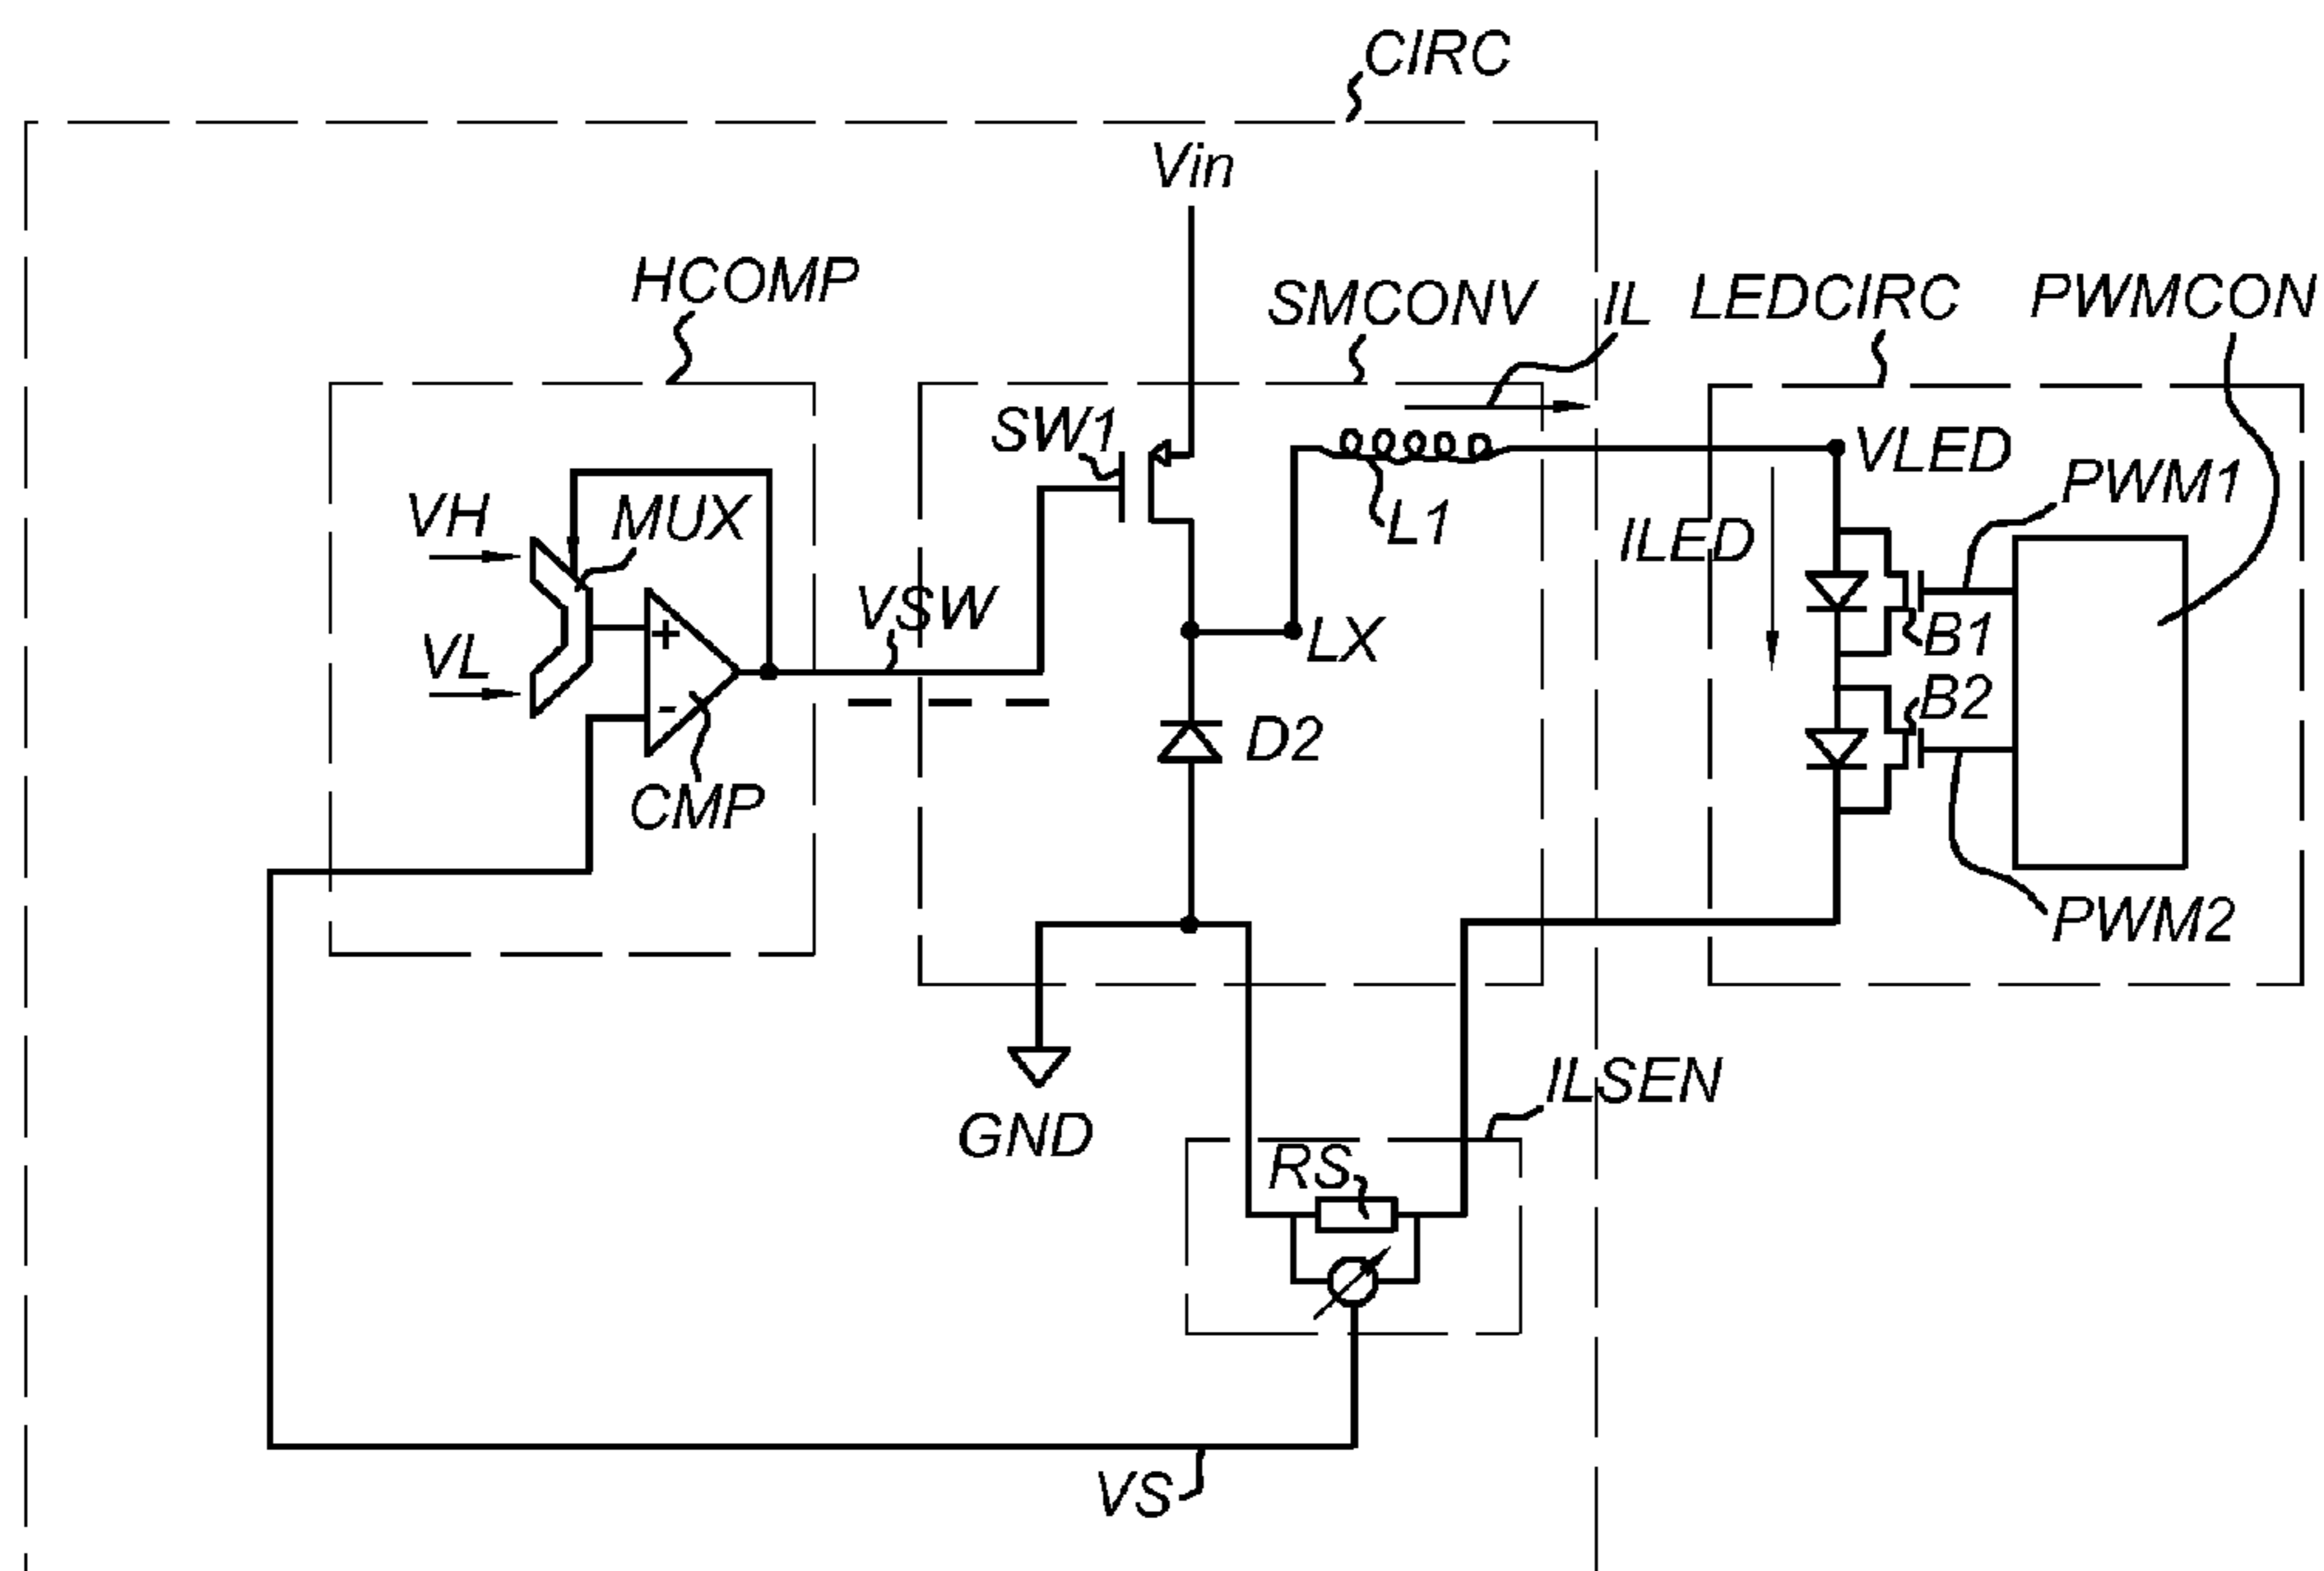 CIRC
Vin
HCOMP
SMCONV
IL
LEDCIRC
PWMCON
SW1
VH
MUX
VLED
PWM1
L1
ILED
VSW
VL
LX
B1
B2
+
-
D2
CMP
PWM2
GND
ILSEN
RS
VS